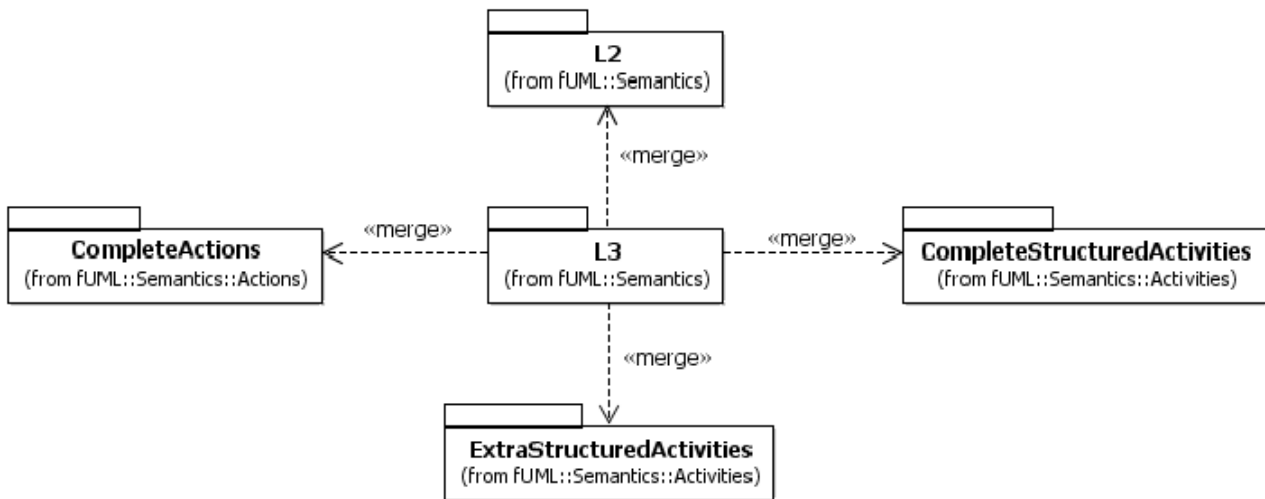 L2
(from fUML::Semantics)
«merge»
«merge»
«merge»
CompleteActions
(from fUML::Semantics::Actions)
L3
(from fUML::Semantics)
CompleteStructuredActivities
(from fUML::Semantics::Activities)
«merge»
ExtraStructuredActivities
(from fUML::Semantics::Activities)